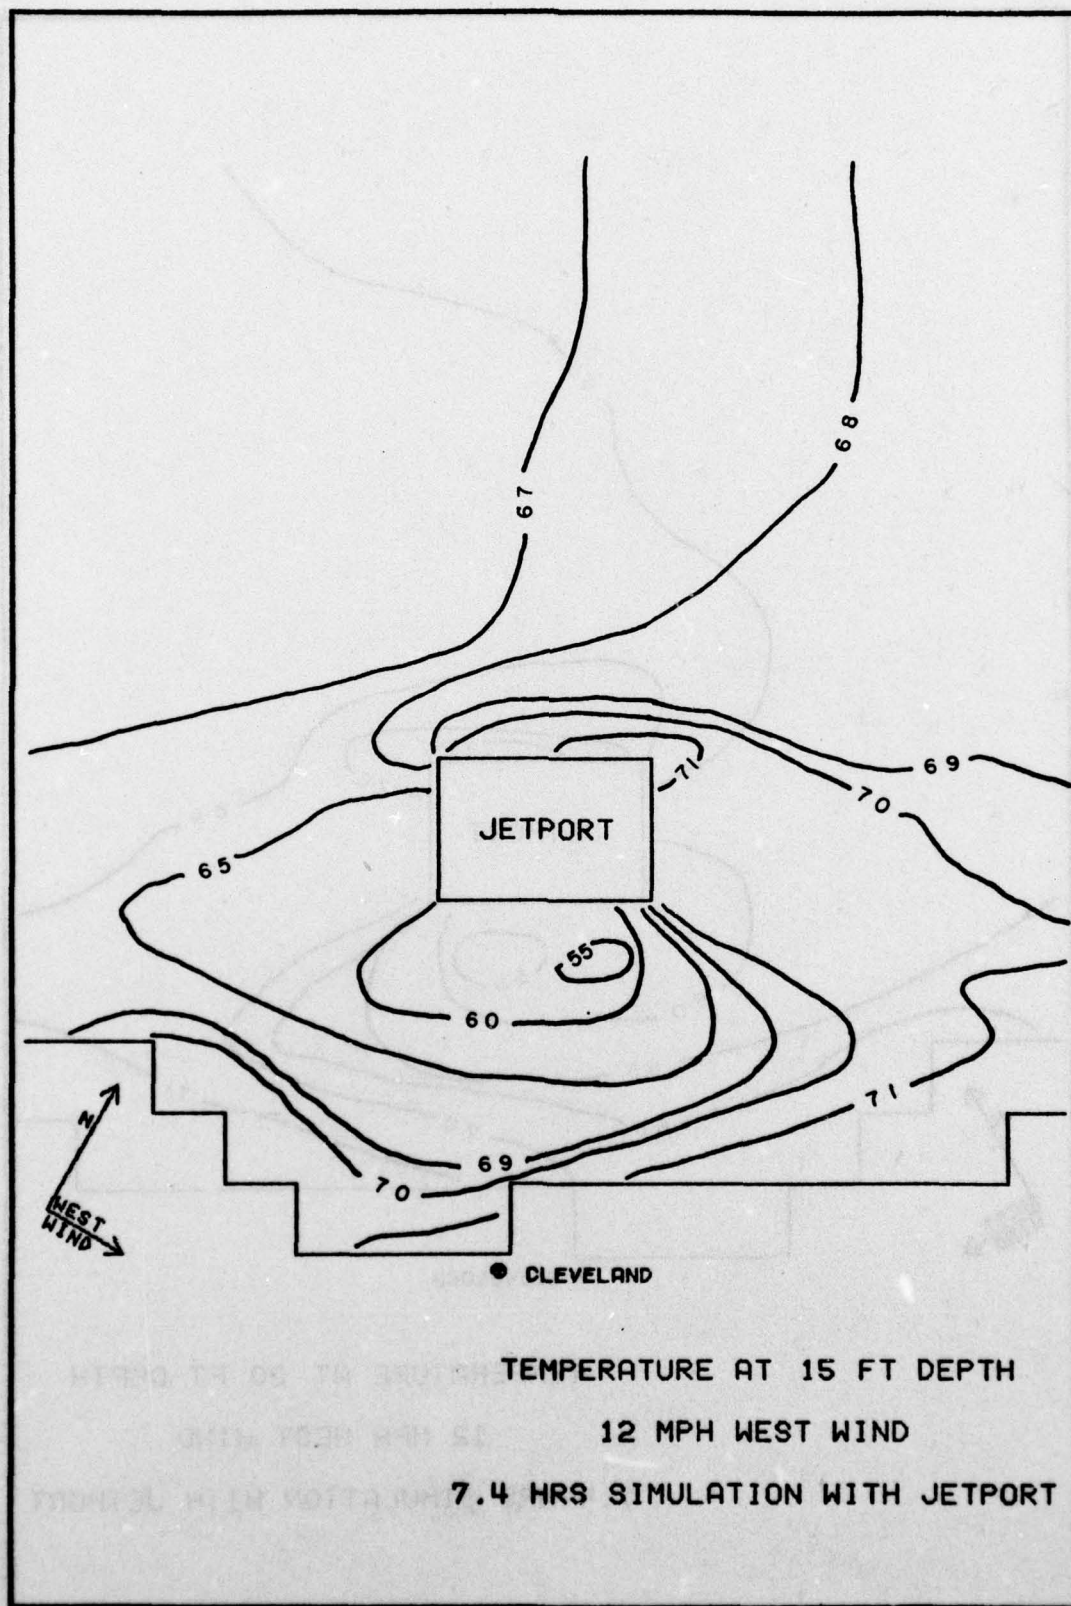 67
68
69
70
71
JETPORT
65
55
60
71
69
70
N
WEST
WIND
CLEVELAND
TEMPERATURE AT 15 FT DEPTH
12 MPH WEST WIND
7.4 HRS SIMULATION WITH JETPORT